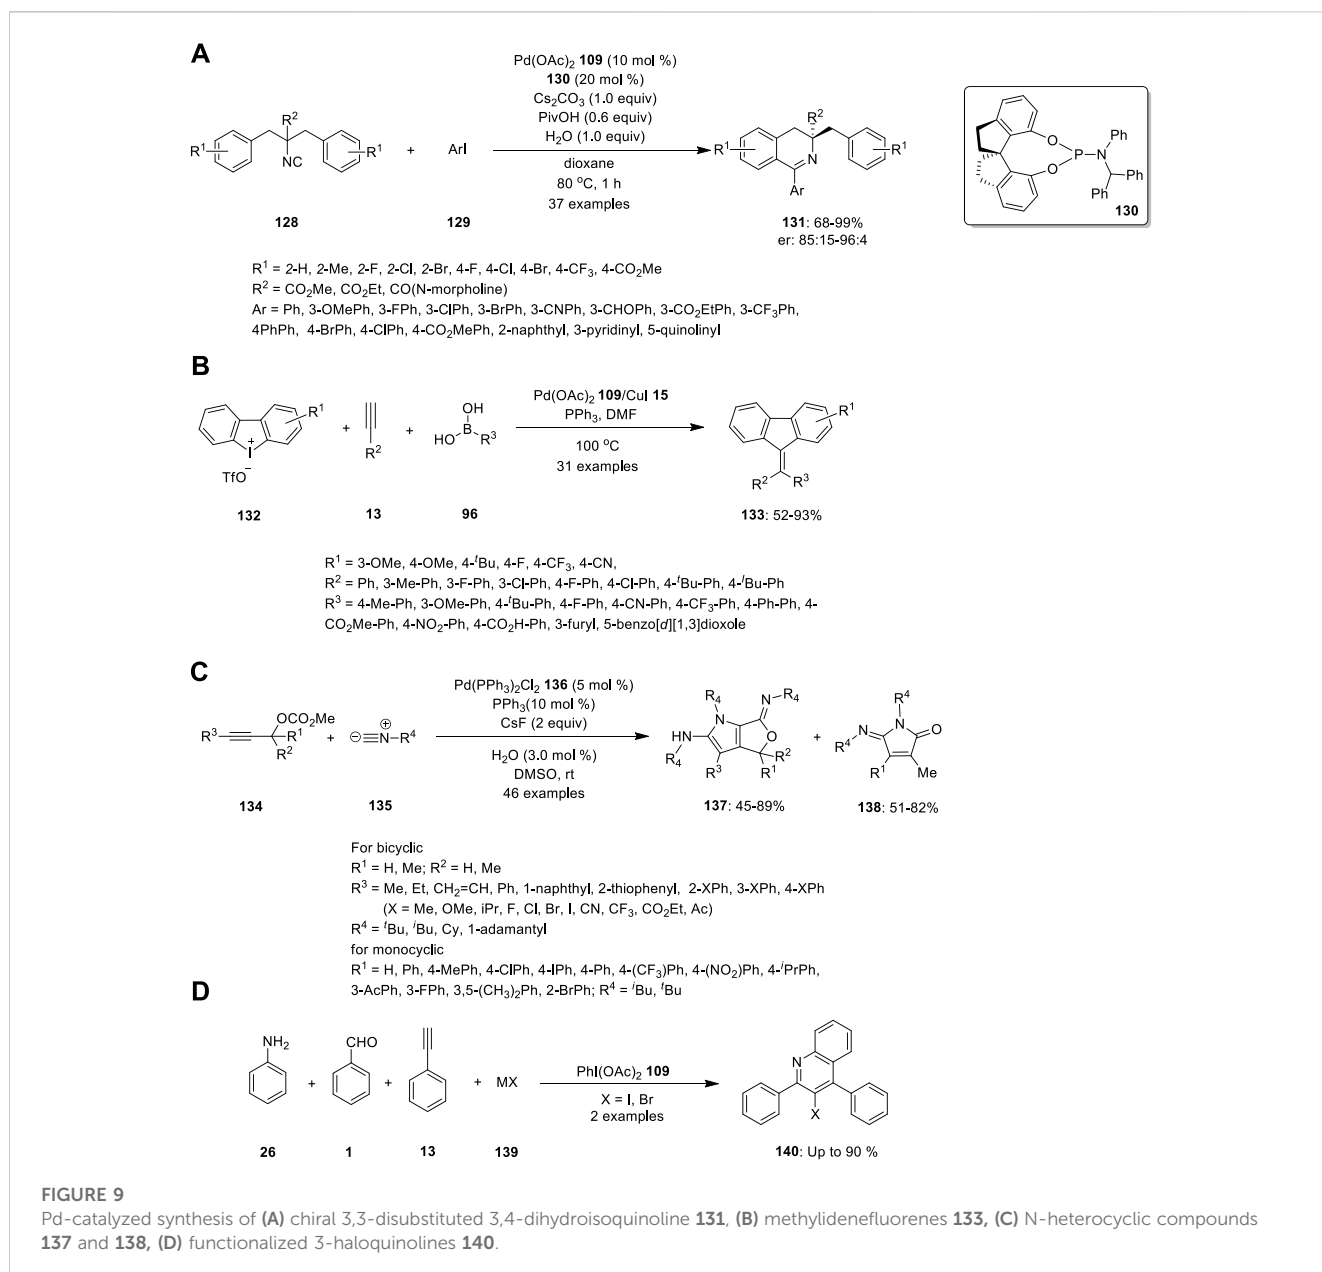 A
Pd(OAc)2 109 (10 mol %)
130 (20 mol %)
Cs2CO3 (1.0 equiv)
PivOH (0.6 equiv)
H2O (1.0 equiv)
dioxane
80 °C, 1 h
37 examples
R1
R2
NC
R1
+
ArI
R1
R2
N
Ar
R1
O
O
P
N
Ph
Ph
Ph
128
129
131: 68-99%
er: 85:15-96:4
130
R1 = 2-H, 2-Me, 2-F, 2-Cl, 2-Br, 4-F, 4-Cl, 4-Br, 4-CF3, 4-CO2Me
R2 = CO2Me, CO2Et, CO(N-morpholine)
Ar = Ph, 3-OMePh, 3-FPh, 3-ClPh, 3-BrPh, 3-CNPh, 3-CHOPh, 3-CO2EtPh, 3-CF3Ph,
4PhPh, 4-BrPh, 4-ClPh, 4-CO2MePh, 2-naphthyl, 3-pyridinyl, 5-quinolinyl
B
Pd(OAc)2 109/CuI 15
PPh3, DMF
100 °C
31 examples
R1
I+
TfO−
+
R2
+
OH
HO
B
R3
R1
R2
R3
132
13
96
133: 52-93%
R1 = 3-OMe, 4-OMe, 4-tBu, 4-F, 4-CF3, 4-CN,
R2 = Ph, 3-Me-Ph, 3-F-Ph, 3-Cl-Ph, 4-F-Ph, 4-Cl-Ph, 4-tBu-Ph, 4-iBu-Ph
R3 = 4-Me-Ph, 3-OMe-Ph, 4-tBu-Ph, 4-F-Ph, 4-CN-Ph, 4-CF3-Ph, 4-Ph-Ph, 4-
CO2Me-Ph, 4-NO2-Ph, 4-CO2H-Ph, 3-furyl, 5-benzo[d][1,3]dioxole
C
Pd(PPh3)2Cl2 136 (5 mol %)
PPh3(10 mol %)
CsF (2 equiv)
H2O (3.0 mol %)
DMSO, rt
46 examples
R3
OCOOMe
R1
R2
+
⊖
⊕
N-R4
R4
N
N
R4
HN
R4
O
R2
R1
R3
+
R4
N
O
N
R4
R1
Me
134
135
137: 45-89%
138: 51-82%
For bicyclic
R1 = H, Me; R2 = H, Me
R3 = Me, Et, CH2=CH, Ph, 1-naphthyl, 2-thiophenyl, 2-XPh, 3-XPh, 4-XPh
(X = Me, OMe, iPr, F, Cl, Br, I, CN, CF3, CO2Et, Ac)
R4 = tBu, iBu, Cy, 1-adamantyl
for monocyclic
R1 = H, Ph, 4-MePh, 4-ClPh, 4-IPh, 4-Ph, 4-(CF3)Ph, 4-(NO2)Ph, 4-iPrPh,
3-AcPh, 3-FPh, 3,5-(CH3)2Ph, 2-BrPh; R4 = iBu, tBu
D
NH2
+
CHO
+
+
MX
PhI(OAc)2 109
X = I, Br
2 examples
N
X
26
1
13
139
140: Up to 90 %
FIGURE 9
Pd-catalyzed synthesis of (A) chiral 3,3-disubstituted 3,4-dihydroisoquinoline 131, (B) methylidenefluorenes 133, (C) N-heterocyclic compounds
137 and 138, (D) functionalized 3-haloquinolines 140.